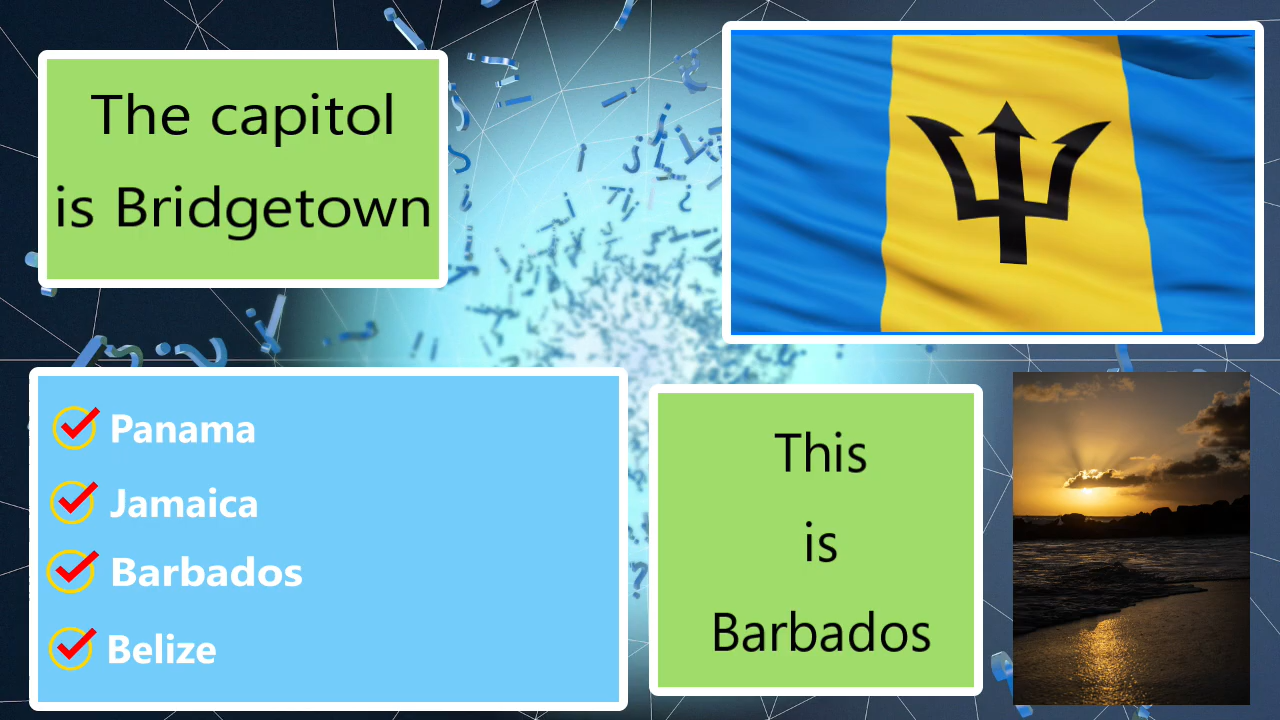 The capitol
is Bridgetown
Panama
Jamaica
Barbados
Belize
This
is
Barbados